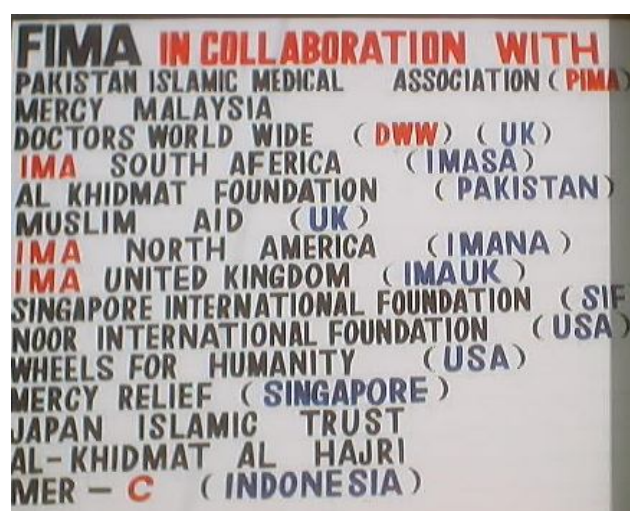 FIMA IN COLLABORATION WITH
PAKISTAN ISLAMIC MEDICAL ASSOCIATION (PIMA)
MERCY MALAYSIA
DOCTORS WORLD WIDE (DWW) (UK)
IMA SOUTH AFERICA (IMASA)
AL KHIDMAT FOUNDATION (PAKISTAN)
MUSLIM AID (UK)
IMA NORTH AMERICA (IMANA)
IMA UNITED KINGDOM (IMAUK)
SINGAPORE INTERNATIONAL FOUNDATION (SIF
NOOR INTERNATIONAL FOUNDATION (USA)
WHEELS FOR HUMANITY (USA)
MERCY RELIEF (SINGAPORE)
JAPAN ISLAMIC TRUST
AL-KHIDMAT AL HAJRI
MER - C (INDONESIA)